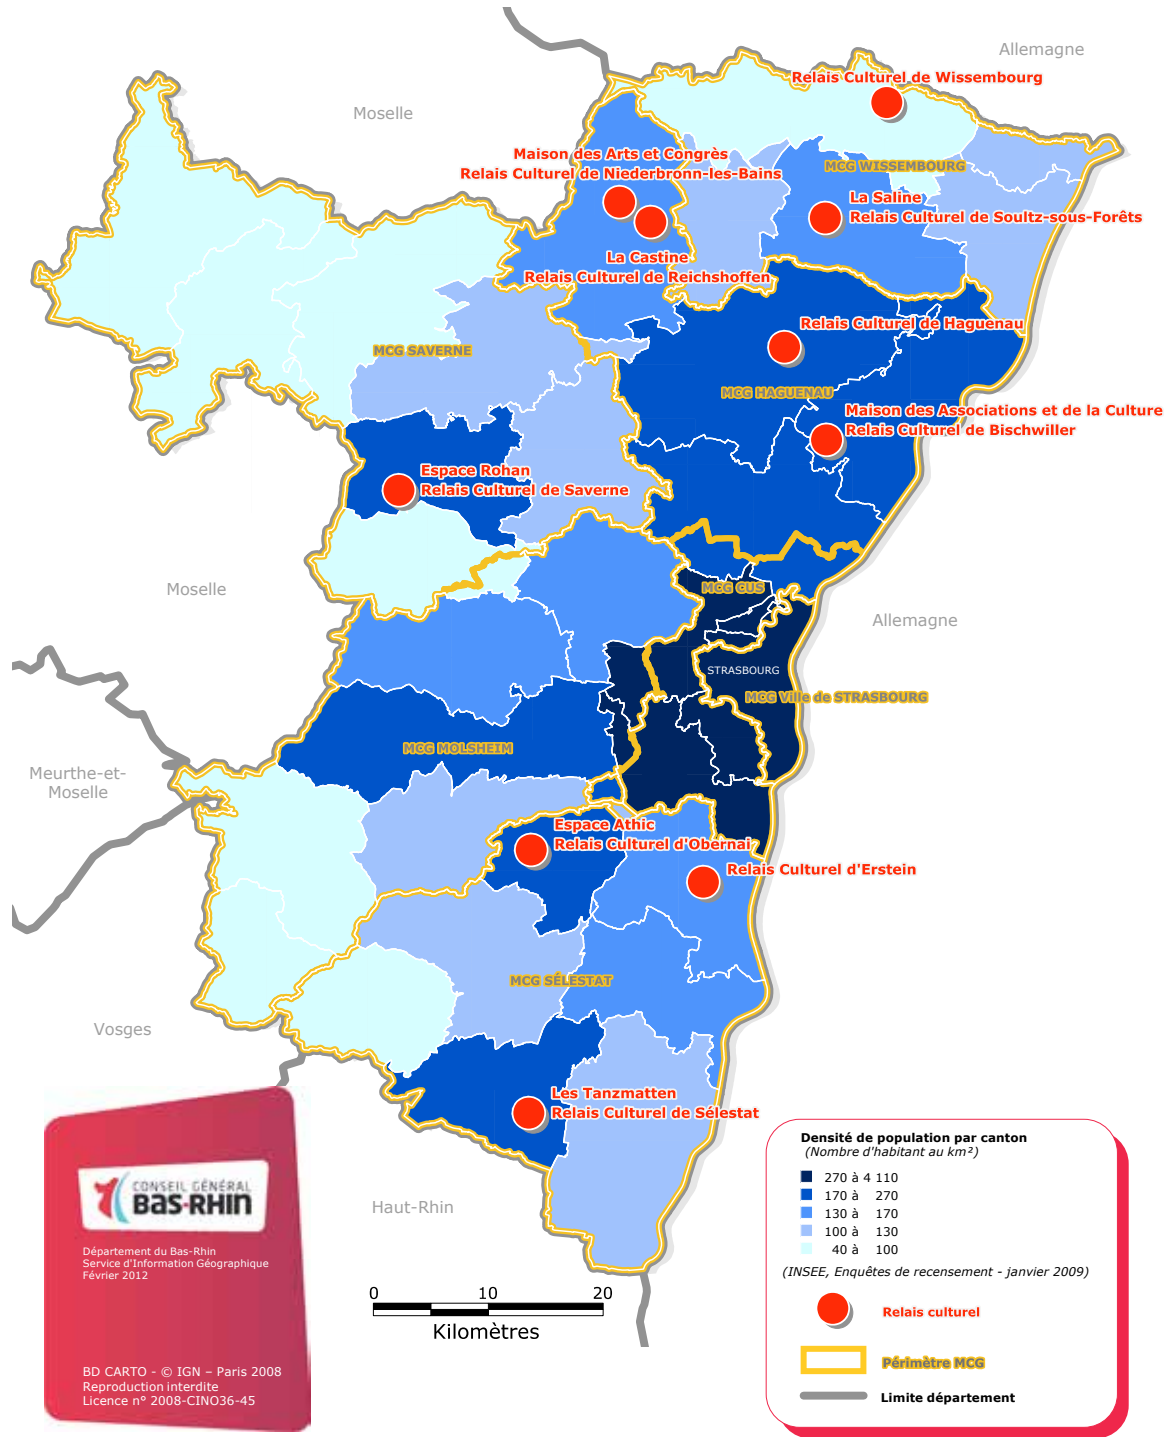 Allemagne
Relais Culturel de Wissembourg
Moselle
Maison des Arts et Congrès
Relais Culturel de Niederbronn-les-Bains
MCG WISSEMBOURG
La Saline
Relais Culturel de Soultz-sous-Forêts
La Castine
Relais Culturel de Reichshoffen
Relais Culturel de Haguenau
MCG SAVERNE
MCG HAGUENAU
Maison des Associations et de la Culture
Relais Culturel de Bischwiller
Espace Rohan
Relais Culturel de Saverne
Moselle
MCG CUS
Allemagne
STRASBOURG
MCG Ville de STRASBOURG
MCG MOLSHEIM
Meurthe-et-
Moselle
Espace Athic
Relais Culturel d'Obernai
Relais Culturel d'Erstein
MCG SÉLESTAT
Vosges
Les Tanzmatten
Relais Culturel de Sélestat
Haut-Rhin
CONSEIL GÉNÉRAL
BaS-RHIN
Département du Bas-Rhin
Service d'Information Géographique
Février 2012
BD CARTO - © IGN – Paris 2008
Reproduction interdite
Licence n° 2008-CINO36-45
0 10 20
Kilomètres
Densité de population par canton
(Nombre d'habitant au km²)
270 à 4 110
170 à 270
130 à 170
100 à 130
40 à 100
(INSEE, Enquêtes de recensement - janvier 2009)
Relais culturel
Périmètre MCG
Limite département